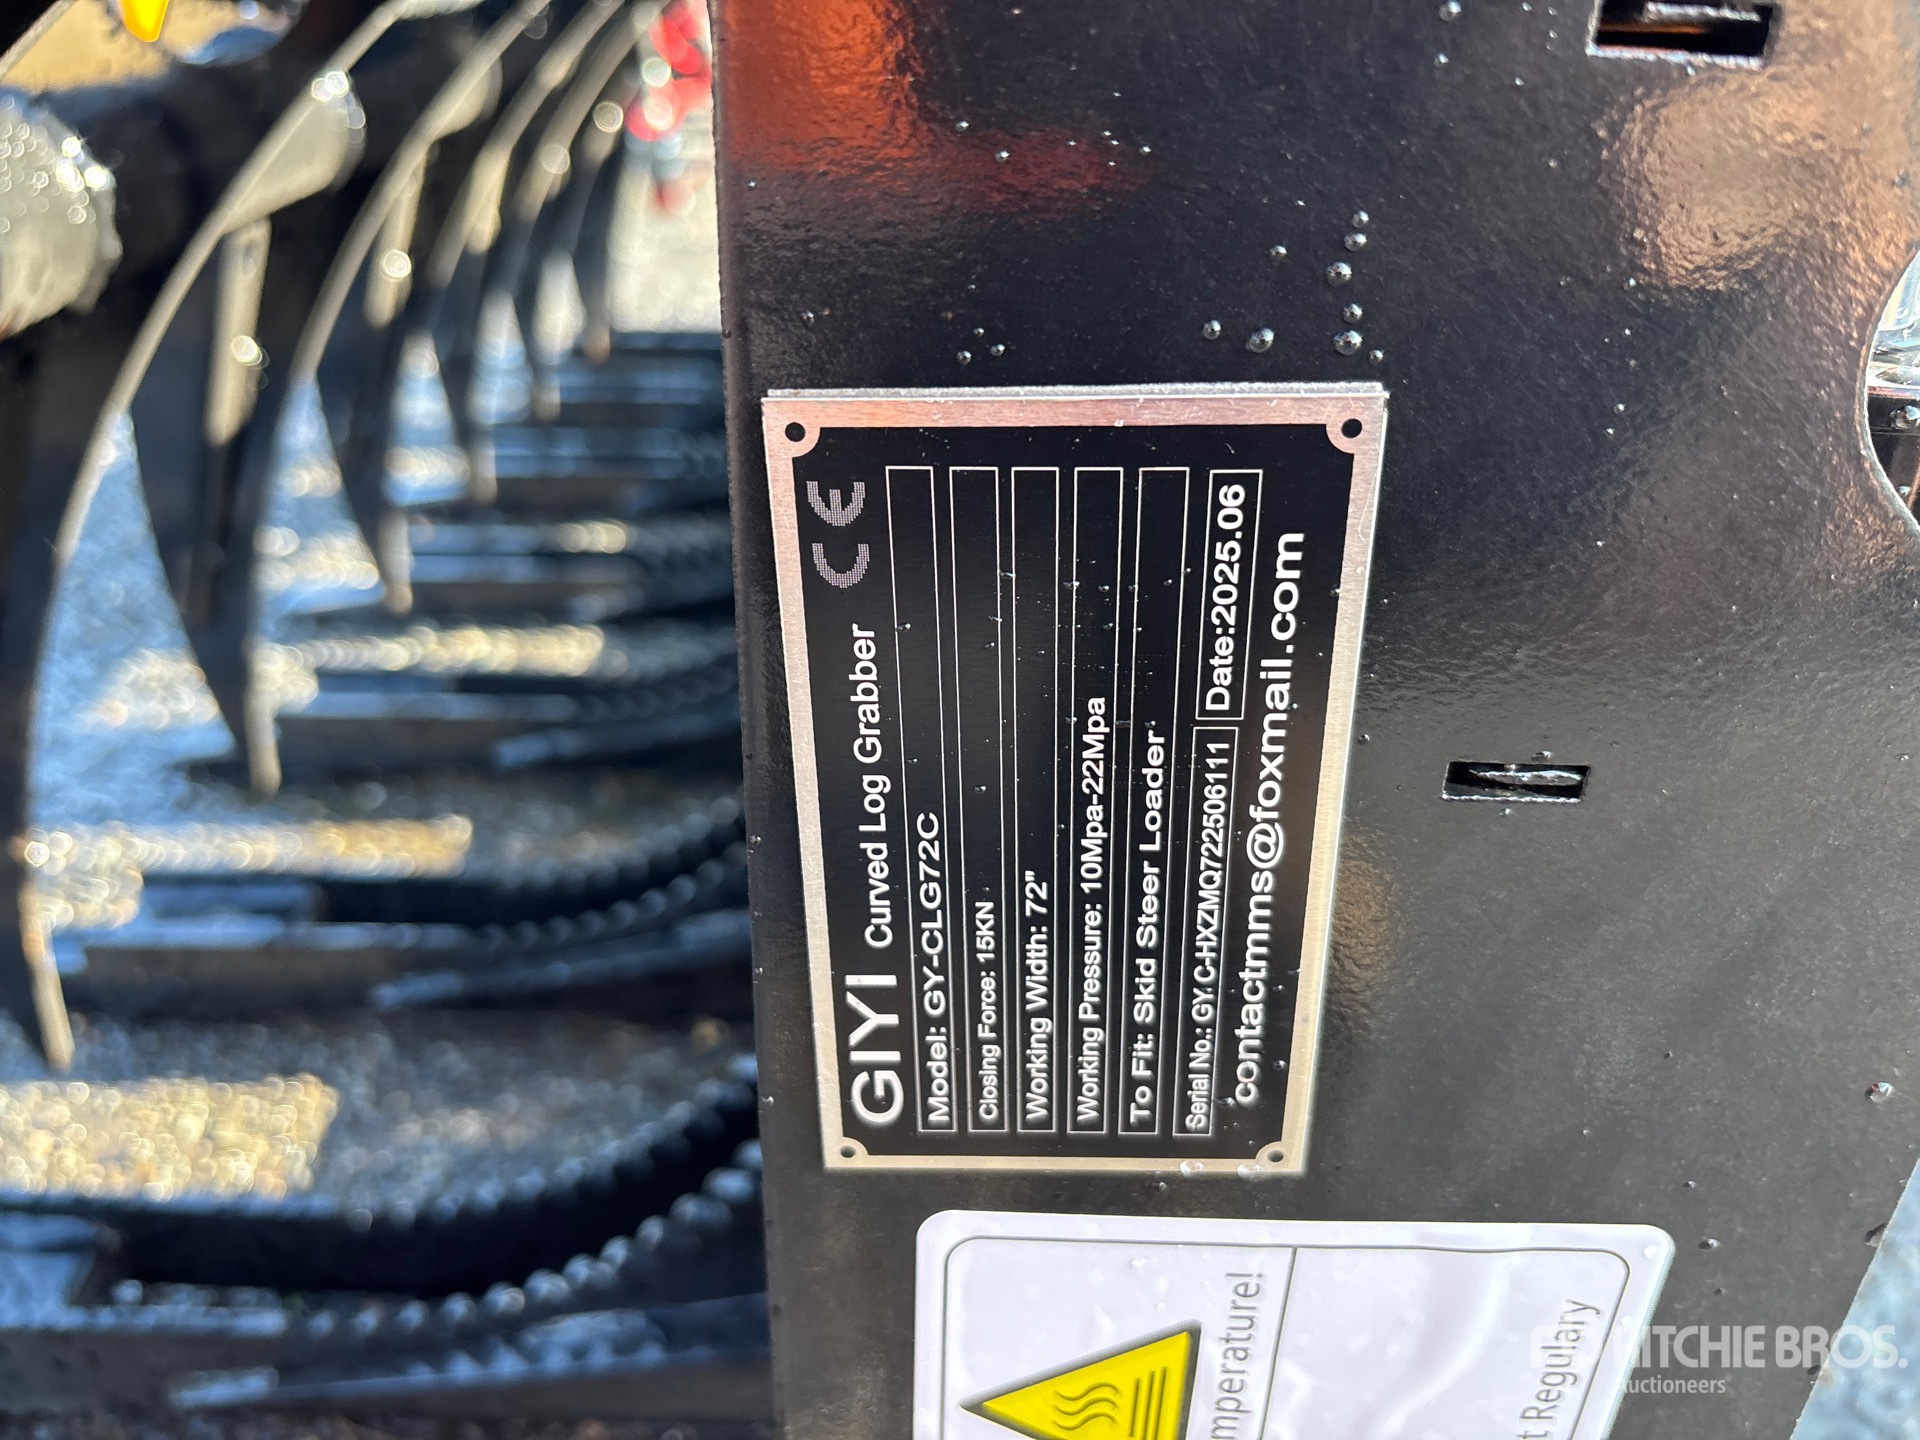 GIYI Curved Log Grabber CE
Model: GY-CLG72C
Closing Force: 15KN
Working Width: 72"
Working Pressure: 10Mpa-22Mpa
To Fit: Skid Steer Loader
Serial No.: GY.C-HXZMQ722506111 Date:2025.06
contactmms@foxmail.com
mperature!
t Regulary
RITCHIE BROS.
Auctioneers